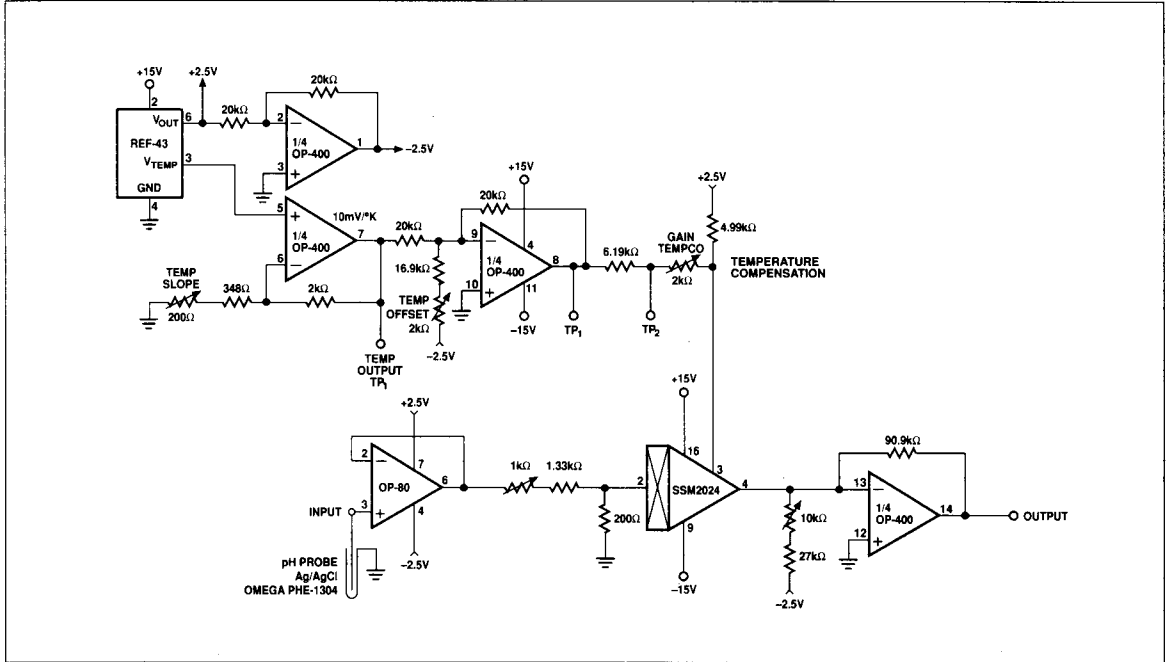 +15V
+2.5V
2
20kΩ
V_OUT 6
20kΩ
2
−
1/4
OP-400
1
−2.5V
3
+
REF-43
V_TEMP
3
GND
4
5
+
10mV/°K
1/4
OP-400
7
6
−
TEMP
SLOPE
200Ω
348Ω
2kΩ
TEMP
OUTPUT
TP1
20kΩ
16.9kΩ
TEMP
OFFSET
2kΩ
−2.5V
+15V
20kΩ
9
−
4
1/4
OP-400
8
10
+
11
−15V
TP1
6.19kΩ
TP2
GAIN
TEMPCO
2kΩ
+2.5V
4.99kΩ
TEMPERATURE
COMPENSATION
+2.5V
2
−
7
OP-80
6
INPUT
3
+
4
−2.5V
pH PROBE
Ag/AgCl
OMEGA PHE-1304
1kΩ
1.33kΩ
200Ω
+15V
16
2
3
SSM2024
4
9
−15V
10kΩ
27kΩ
−2.5V
90.9kΩ
13
−
1/4
OP-400
14
12
+
OUTPUT